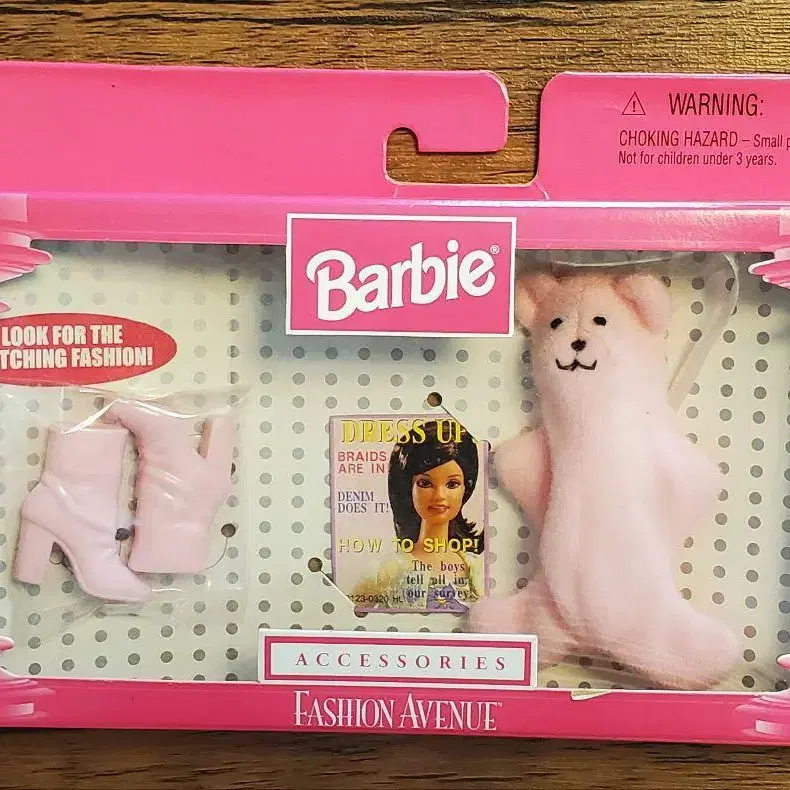 ⚠ WARNING:
CHOKING HAZARD – Small
Not for children under 3 years.
Barbie®
LOOK FOR THE
TCHING FASHION!
DRESS UP
BRAIDS
ARE IN
DENIM
DOES IT!
HOW TO SHOP!
The boys
tell all in
our survey
ACCESSORIES
FASHION AVENUE™